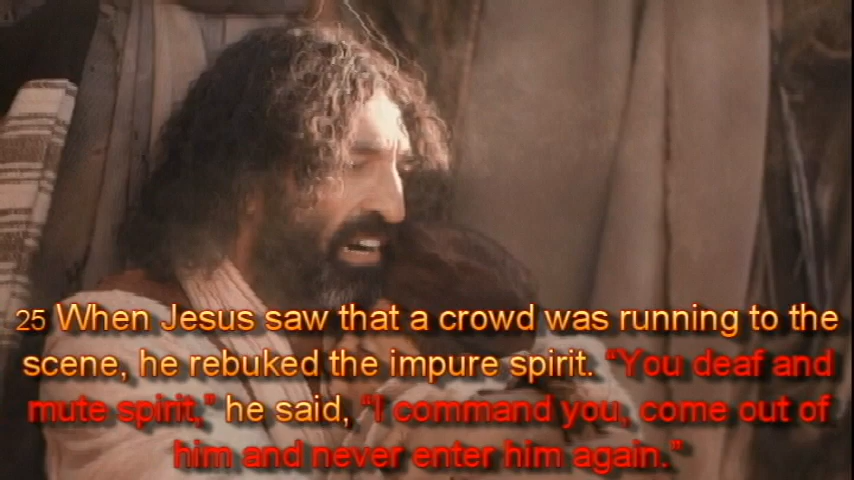 25 When Jesus saw that a crowd was running to the
scene, he rebuked the impure spirit. “You deaf and
mute spirit,” he said, “I command you, come out of
him and never enter him again.”